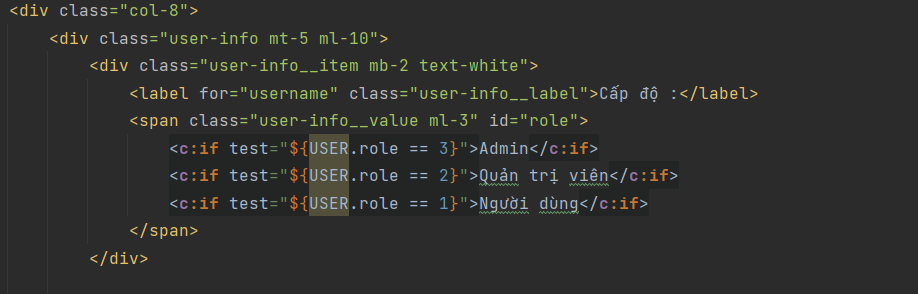 <div class="col-8">
<div class="user-info mt-5 ml-10">
<div class="user-info__item mb-2 text-white">
<label for="username" class="user-info__label">Cấp độ :</label>
<span class="user-info__value ml-3" id="role">
<c:if test="${USER.role == 3}">Admin</c:if>
<c:if test="${USER.role == 2}">Quản trị viên</c:if>
<c:if test="${USER.role == 1}">Người dùng</c:if>
</span>
</div>